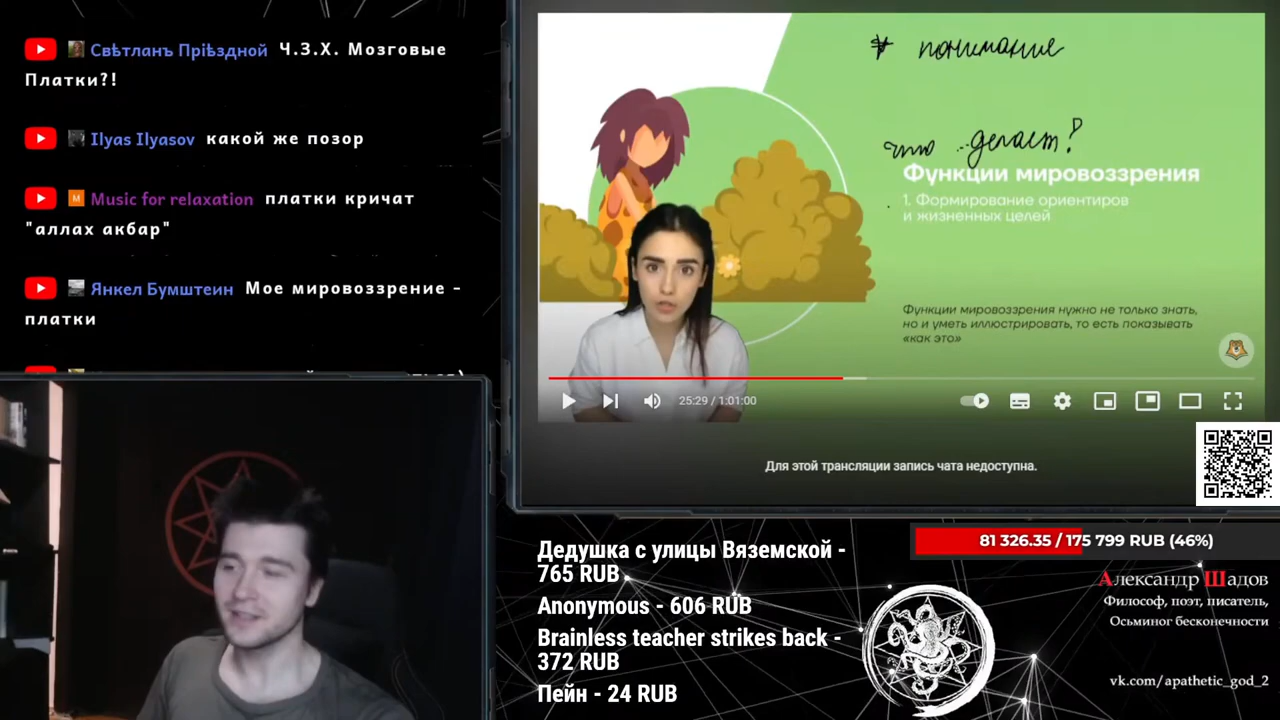 Свѣтланъ Прiѣздной Ч.З.Х. Мозговые
Платки?!
Ilyas Ilyasov какой же позор
M Music for relaxation платки кричат
"аллах акбар"
Янкел Бумштеин Мое мировоззрение -
платки
* понимание
что делает?
Функции мировоззрения
1. Формирование ориентиров
и жизненных целей
Функции мировоззрения нужно не только знать,
но и уметь иллюстрировать, то есть показывать
«как это»
25:29 / 1:01:00
Для этой трансляции запись чата недоступна.
81 326.35 / 175 799 RUB (46%)
Дедушка с улицы Вяземской -
765 RUB
Anonymous - 606 RUB
Brainless teacher strikes back -
372 RUB
Пейн - 24 RUB
Александр Шадов
Философ, поэт, писатель,
Осьминог бесконечности
vk.com/apathetic_god_2